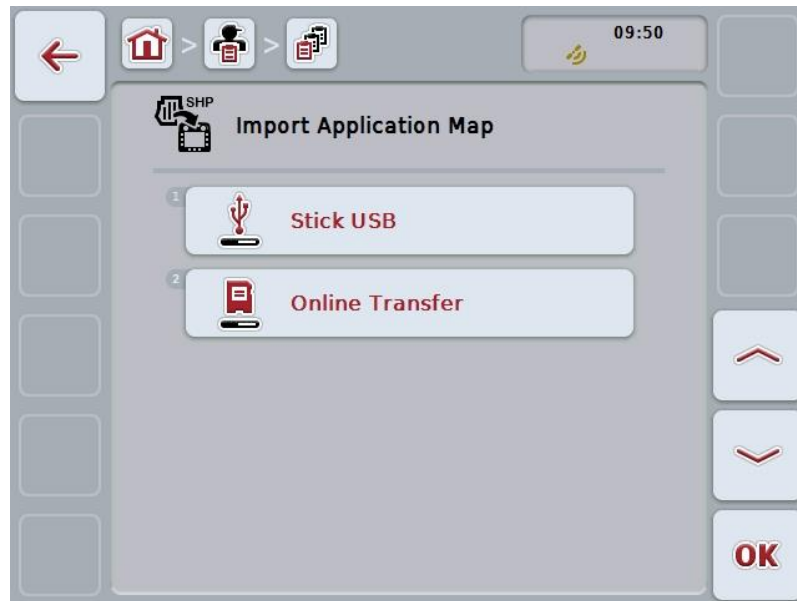 > >
09:50
SHP
Import Application Map
1
Stick USB
2
Online Transfer
OK